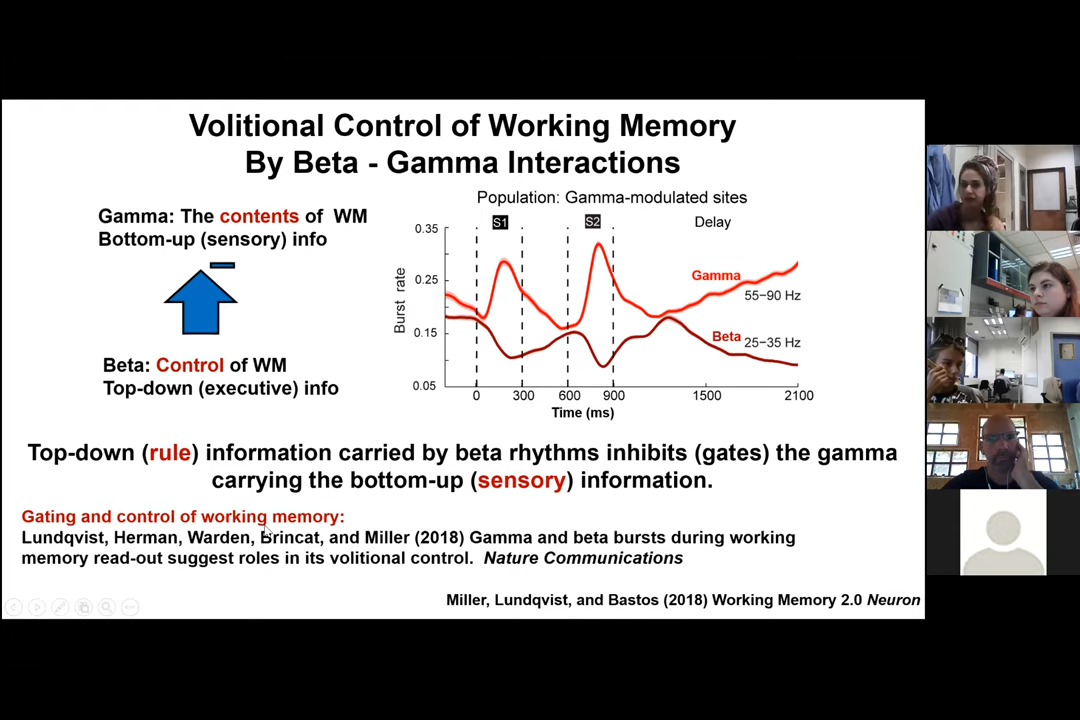 Volitional Control of Working Memory
By Beta - Gamma Interactions
Gamma: The contents of WM
Bottom-up (sensory) info
Beta: Control of WM
Top-down (executive) info
Population: Gamma-modulated sites
S1
S2
Delay
0.35
0.25
0.15
0.05
Burst rate
Gamma
55–90 Hz
Beta 25–35 Hz
0
300
600
900
1500
2100
Time (ms)
Top-down (rule) information carried by beta rhythms inhibits (gates) the gamma
carrying the bottom-up (sensory) information.
Gating and control of working memory:
Lundqvist, Herman, Warden, Brincat, and Miller (2018) Gamma and beta bursts during working
memory read-out suggest roles in its volitional control. Nature Communications
Miller, Lundqvist, and Bastos (2018) Working Memory 2.0 Neuron